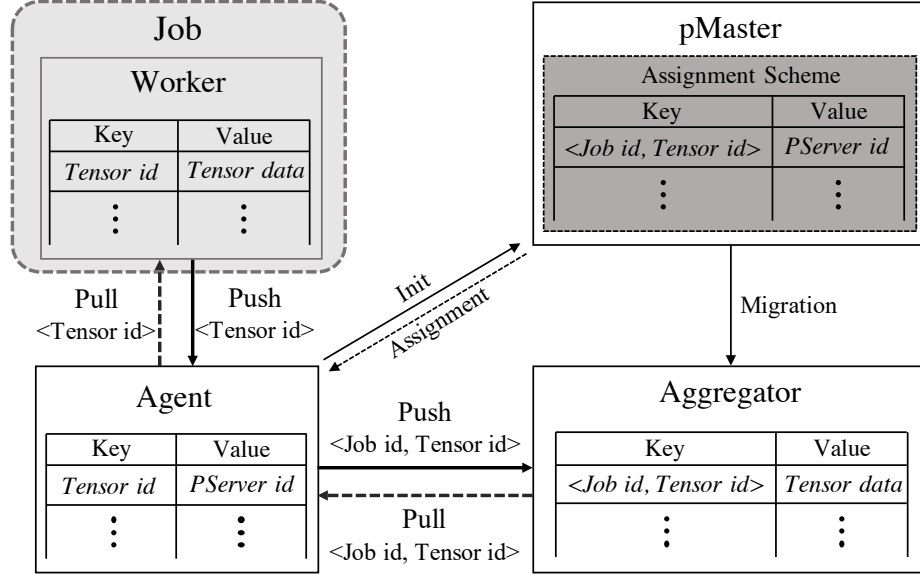 Job
Worker
Key Value
Tensor id Tensor data
pMaster
Assignment Scheme
Key Value
<Job id, Tensor id> PServer id
Pull
<Tensor id>
Push
<Tensor id>
Init
Assignment
Migration
Agent
Key Value
Tensor id PServer id
Push
<Job id, Tensor id>
Pull
<Job id, Tensor id>
Aggregator
Key Value
<Job id, Tensor id> Tensor data